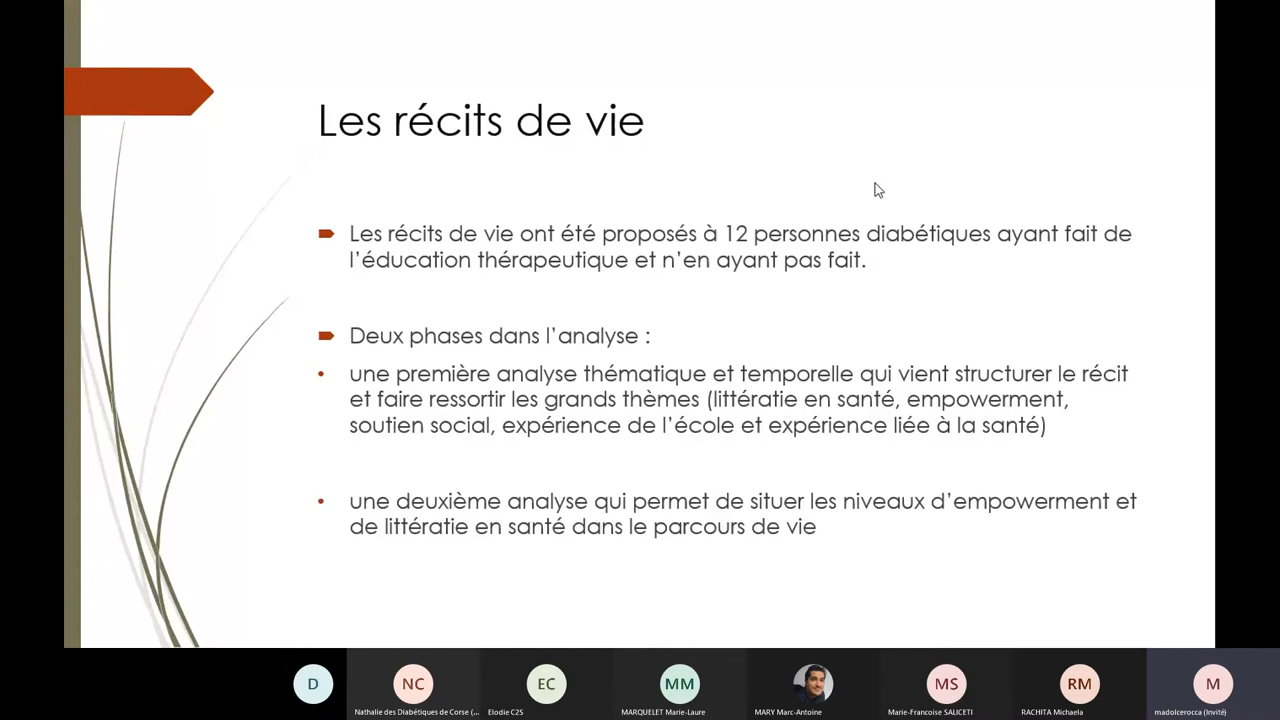 Les récits de vie
Les récits de vie ont été proposés à 12 personnes diabétiques ayant fait de
l’éducation thérapeutique et n’en ayant pas fait.
Deux phases dans l’analyse :
une première analyse thématique et temporelle qui vient structurer le récit
et faire ressortir les grands thèmes (littératie en santé, empowerment,
soutien social, expérience de l’école et expérience liée à la santé)
une deuxième analyse qui permet de situer les niveaux d’empowerment et
de littératie en santé dans le parcours de vie
D
NC
EC
MM
MS
RM
M
Nathalie des Diabétiques de Corse (...
Elodie C2S
MARQUELET Marie-Laure
MARY Marc-Antoine
Marie-Francoise SALICETI
RACHITA Michaela
madolcerocca (Invité)